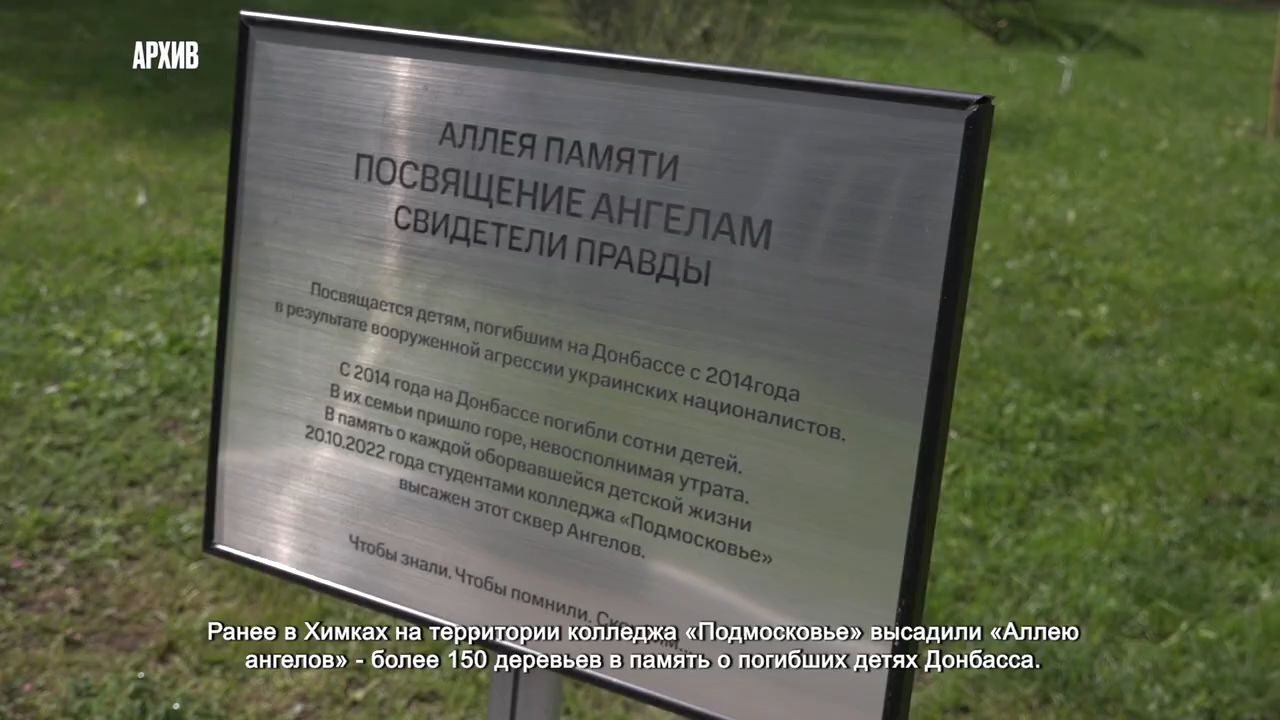 АРХИВ
АЛЛЕЯ ПАМЯТИ
ПОСВЯЩЕНИЕ АНГЕЛАМ
СВИДЕТЕЛИ ПРАВДЫ
Посвящается детям, погибшим на Донбассе с 2014года
в результате вооруженной агрессии украинских националистов.
С 2014 года на Донбассе погибли сотни детей.
В их семьи пришло горе, невосполнимая утрата.
В память о каждой оборвавшейся детской жизни
20.10.2022 года студентами колледжа «Подмосковье»
высажен этот сквер Ангелов.
Чтобы знали. Чтобы помнили.
Ранее в Химках на территории колледжа «Подмосковье» высадили «Аллею
ангелов» - более 150 деревьев в память о погибших детях Донбасса.